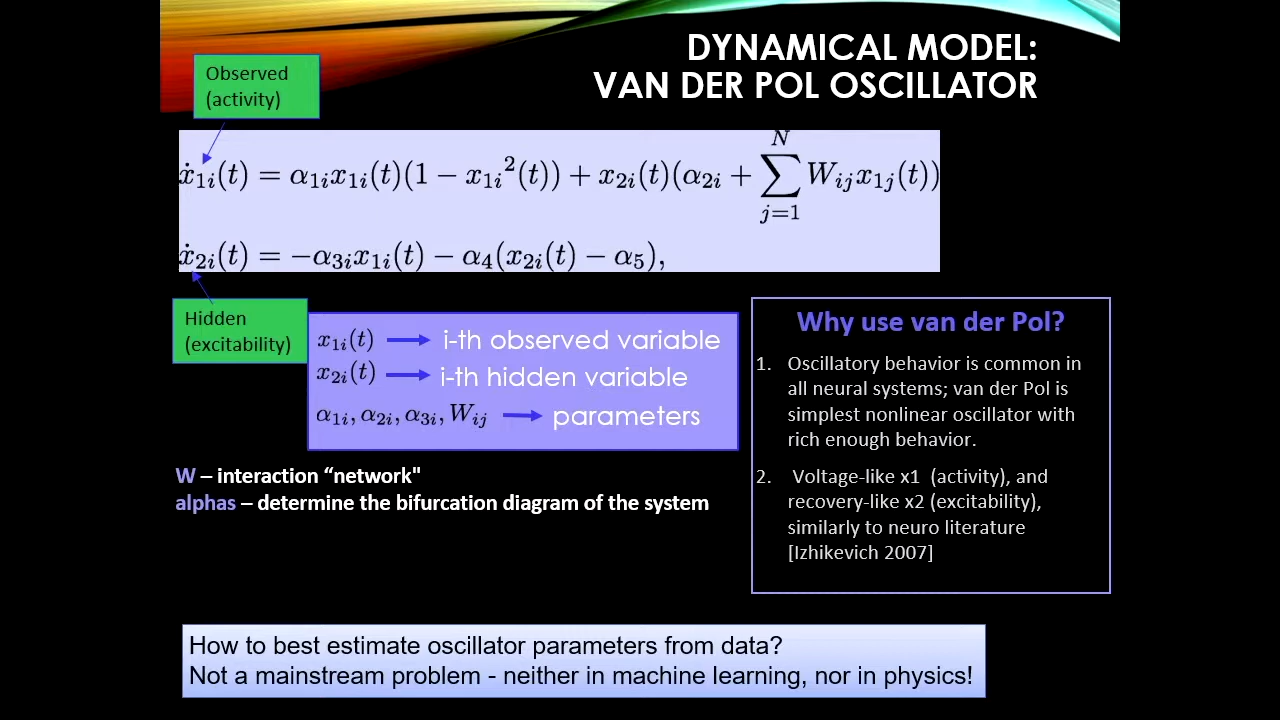 DYNAMICAL MODEL:
VAN DER POL OSCILLATOR
Observed
(activity)
ẋ₁ᵢ(t) = α₁ᵢx₁ᵢ(t)(1 − x₁ᵢ²(t)) + x₂ᵢ(t)(α₂ᵢ + ∑ⱼ₌₁ᴺ Wᵢⱼx₁ⱼ(t))
ẋ₂ᵢ(t) = −α₃ᵢx₁ᵢ(t) − α₄(x₂ᵢ(t) − α₅),
Hidden
(excitability)
x₁ᵢ(t) → i-th observed variable
x₂ᵢ(t) → i-th hidden variable
α₁ᵢ, α₂ᵢ, α₃ᵢ, Wᵢⱼ → parameters
W – interaction “network"
alphas – determine the bifurcation diagram of the system
Why use van der Pol?
1. Oscillatory behavior is common in
all neural systems; van der Pol is
simplest nonlinear oscillator with
rich enough behavior.
2. Voltage-like x1 (activity), and
recovery-like x2 (excitability),
similarly to neuro literature
[Izhikevich 2007]
How to best estimate oscillator parameters from data?
Not a mainstream problem - neither in machine learning, nor in physics!